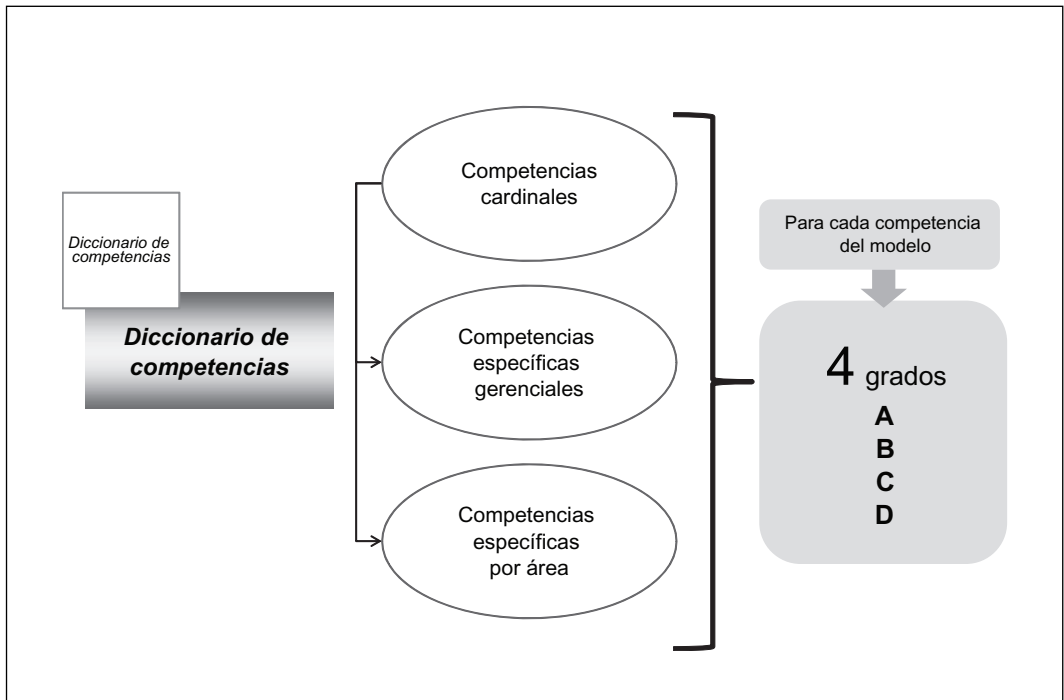 Diccionario de
competencias
Diccionario de
competencias
Competencias
cardinales
Competencias
específicas
gerenciales
Competencias
específicas
por área
Para cada competencia
del modelo
4 grados
A
B
C
D